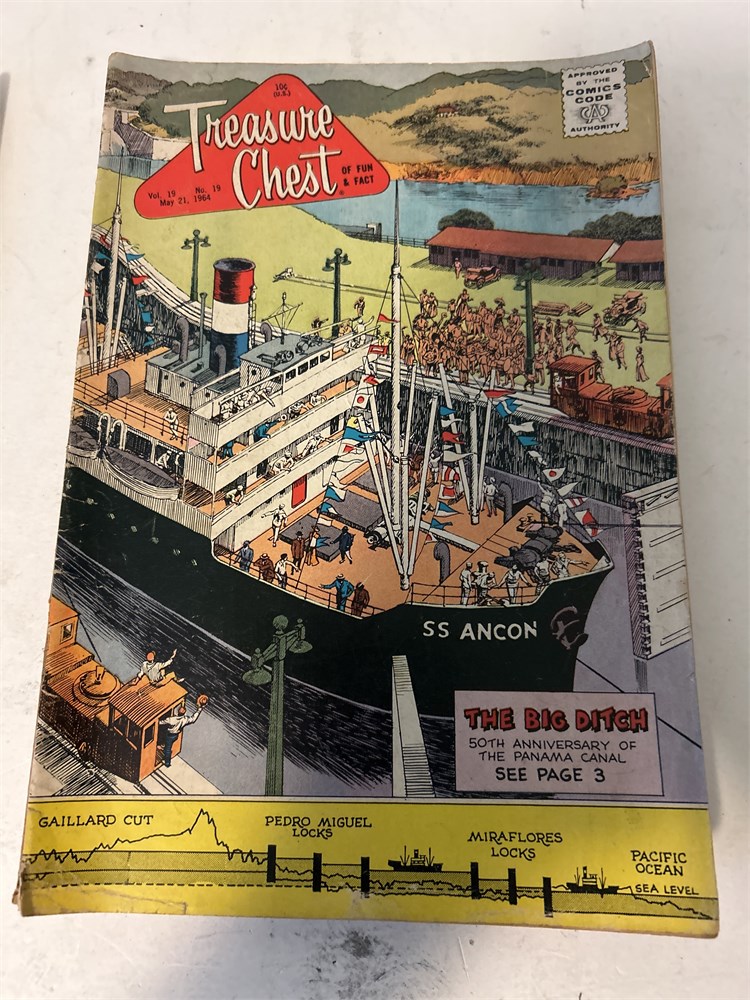 10¢
(U.S.)
Treasure
Chest®
OF FUN
& FACT
Vol. 19 No. 19
May 21, 1964
APPROVED
BY THE
COMICS
CODE
CA
AUTHORITY
SS ANCON
THE BIG DITCH
50TH ANNIVERSARY OF
THE PANAMA CANAL
SEE PAGE 3
GAILLARD CUT
PEDRO MIGUEL
LOCKS
MIRAFLORES
LOCKS
PACIFIC
OCEAN
SEA LEVEL